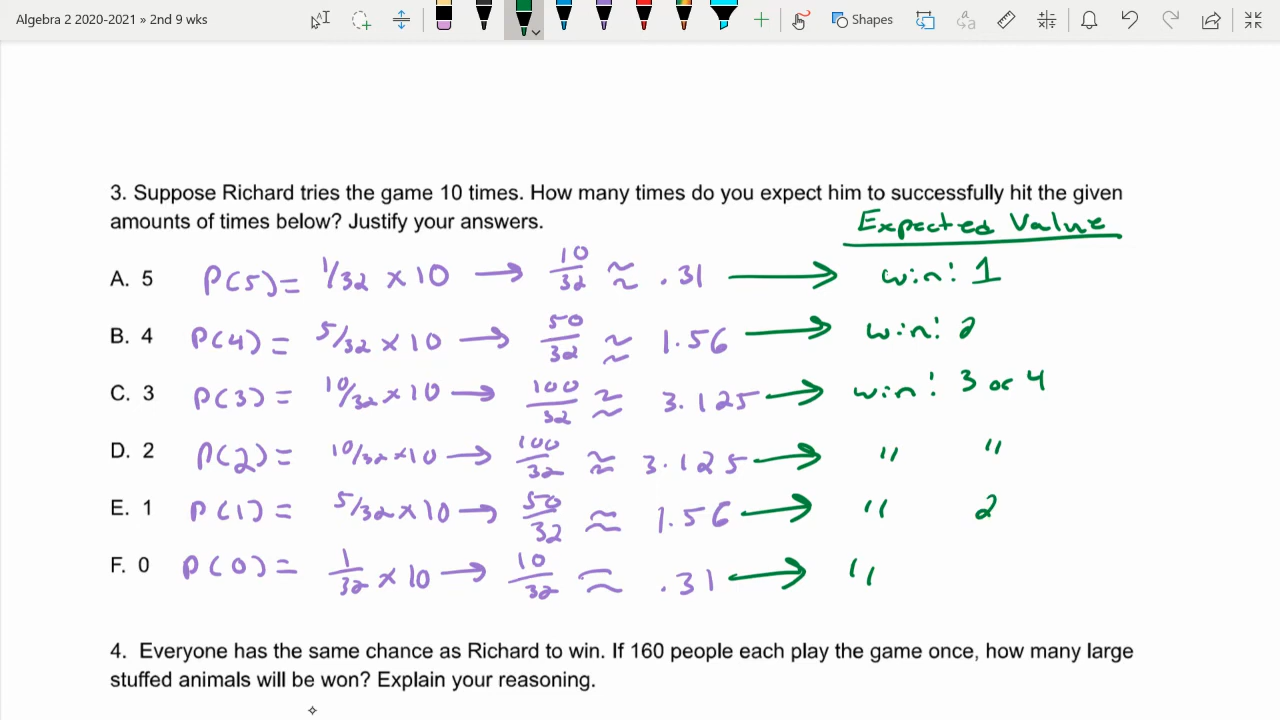 Algebra 2 2020-2021 » 2nd 9 wks
Shapes
3. Suppose Richard tries the game 10 times. How many times do you expect him to successfully hit the given
amounts of times below? Justify your answers.
Expected Value
A. 5 P(5)= 1/32 x 10 → 10/32 ≈ .31 → win! 1
B. 4 P(4)= 5/32 x 10 → 50/32 ≈ 1.56 → win! 2
C. 3 P(3)= 10/32 x 10 → 100/32 ≈ 3.125 → win! 3 or 4
D. 2 P(2)= 10/32 x 10 → 100/32 ≈ 3.125 → " "
E. 1 P(1)= 5/32 x 10 → 50/32 ≈ 1.56 → " 2
F. 0 P(0)= 1/32 x 10 → 10/32 ≈ .31 → "
4. Everyone has the same chance as Richard to win. If 160 people each play the game once, how many large
stuffed animals will be won? Explain your reasoning.